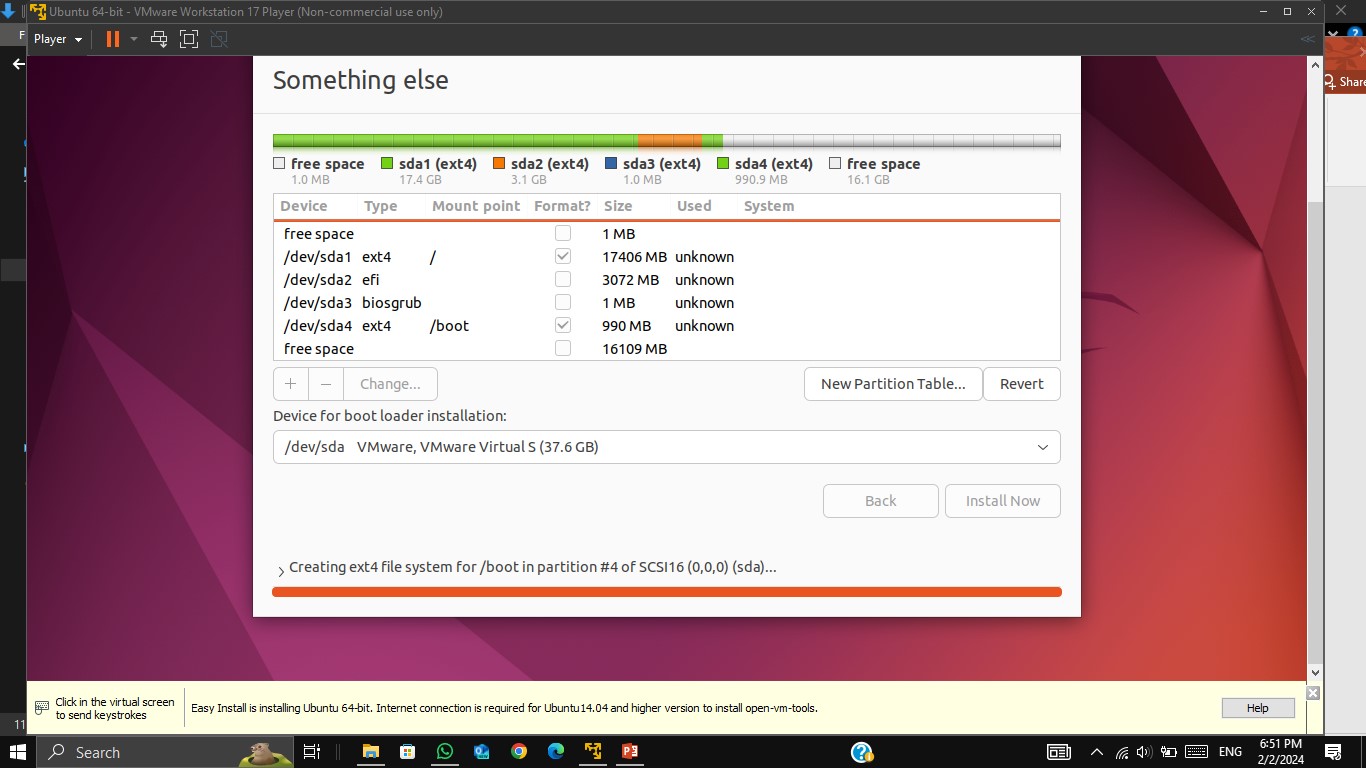 Ubuntu 64-bit - VMware Workstation 17 Player (Non-commercial use only)
F
Player
Share
Something else
free space sda1 (ext4) sda2 (ext4) sda3 (ext4) sda4 (ext4) free space
1.0 MB 17.4 GB 3.1 GB 1.0 MB 990.9 MB 16.1 GB
Device Type Mount point Format? Size Used System
free space 1 MB
/dev/sda1 ext4 / 17406 MB unknown
/dev/sda2 efi 3072 MB unknown
/dev/sda3 biosgrub 1 MB unknown
/dev/sda4 ext4 /boot 990 MB unknown
free space 16109 MB
+ − Change... New Partition Table... Revert
Device for boot loader installation:
/dev/sda VMware, VMware Virtual S (37.6 GB)
Back Install Now
Creating ext4 file system for /boot in partition #4 of SCSI16 (0,0,0) (sda)...
Click in the virtual screen
to send keystrokes
Easy Install is installing Ubuntu 64-bit. Internet connection is required for Ubuntu14.04 and higher version to install open-vm-tools.
Help
11
Search
ENG
6:51 PM
2/2/2024